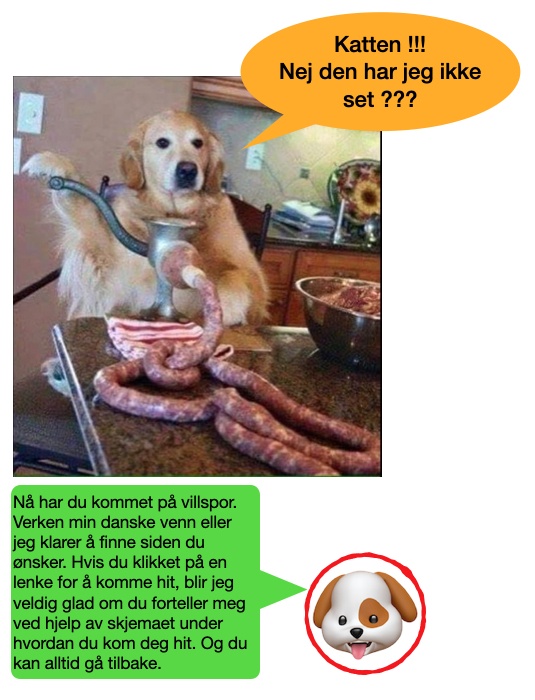 Katten !!!
Nej den har jeg ikke
set ???
Nå har du kommet på villspor.
Verken min danske venn eller
jeg klarer å finne siden du
ønsker. Hvis du klikket på en
lenke for å komme hit, blir jeg
veldig glad om du forteller meg
ved hjelp av skjemaet under
hvordan du kom deg hit. Og du
kan alltid gå tilbake.